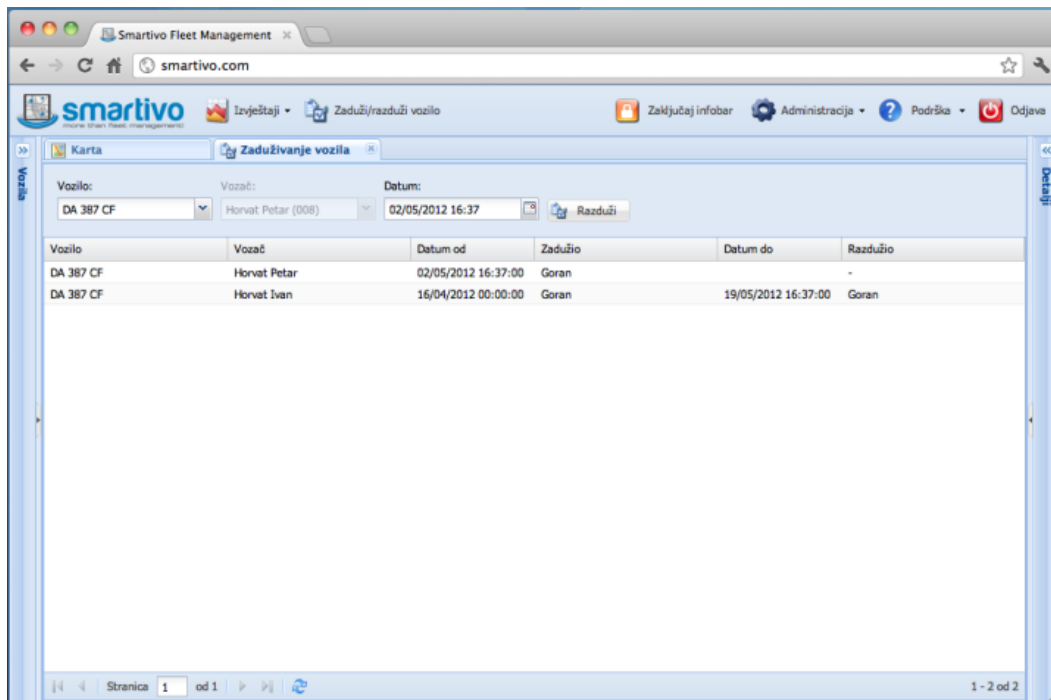 Smartivo Fleet Management
smartivo.com
smartivo
more than fleet management!
Izvještaji
Zaduži/razduži vozilo
Zaključaj infobar
Administracija
Podrška
Odjava
Vozila
Karta
Zaduživanje vozila
Detalji
Vozilo: Vozač: Datum:
DA 387 CF Horvat Petar (008) 02/05/2012 16:37 Razduži
Vozilo Vozač Datum od Zadužio Datum do Razdužio
DA 387 CF Horvat Petar 02/05/2012 16:37:00 Goran -
DA 387 CF Horvat Ivan 16/04/2012 00:00:00 Goran 19/05/2012 16:37:00 Goran
Stranica 1 od 1 1 - 2 od 2